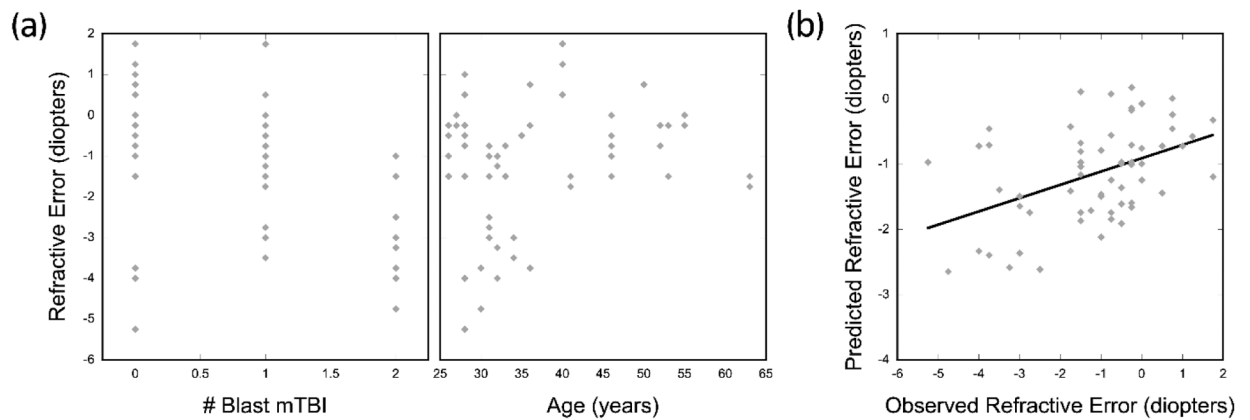 (a)
(b)
Refractive Error (diopters)
2
1
0
-1
-2
-3
-4
-5
-6
0 0.5 1 1.5 2
# Blast mTBI
25 30 35 40 45 50 55 60 65
Age (years)
Predicted Refractive Error (diopters)
1
0
-1
-2
-3
-4
-6 -5 -4 -3 -2 -1 0 1 2
Observed Refractive Error (diopters)